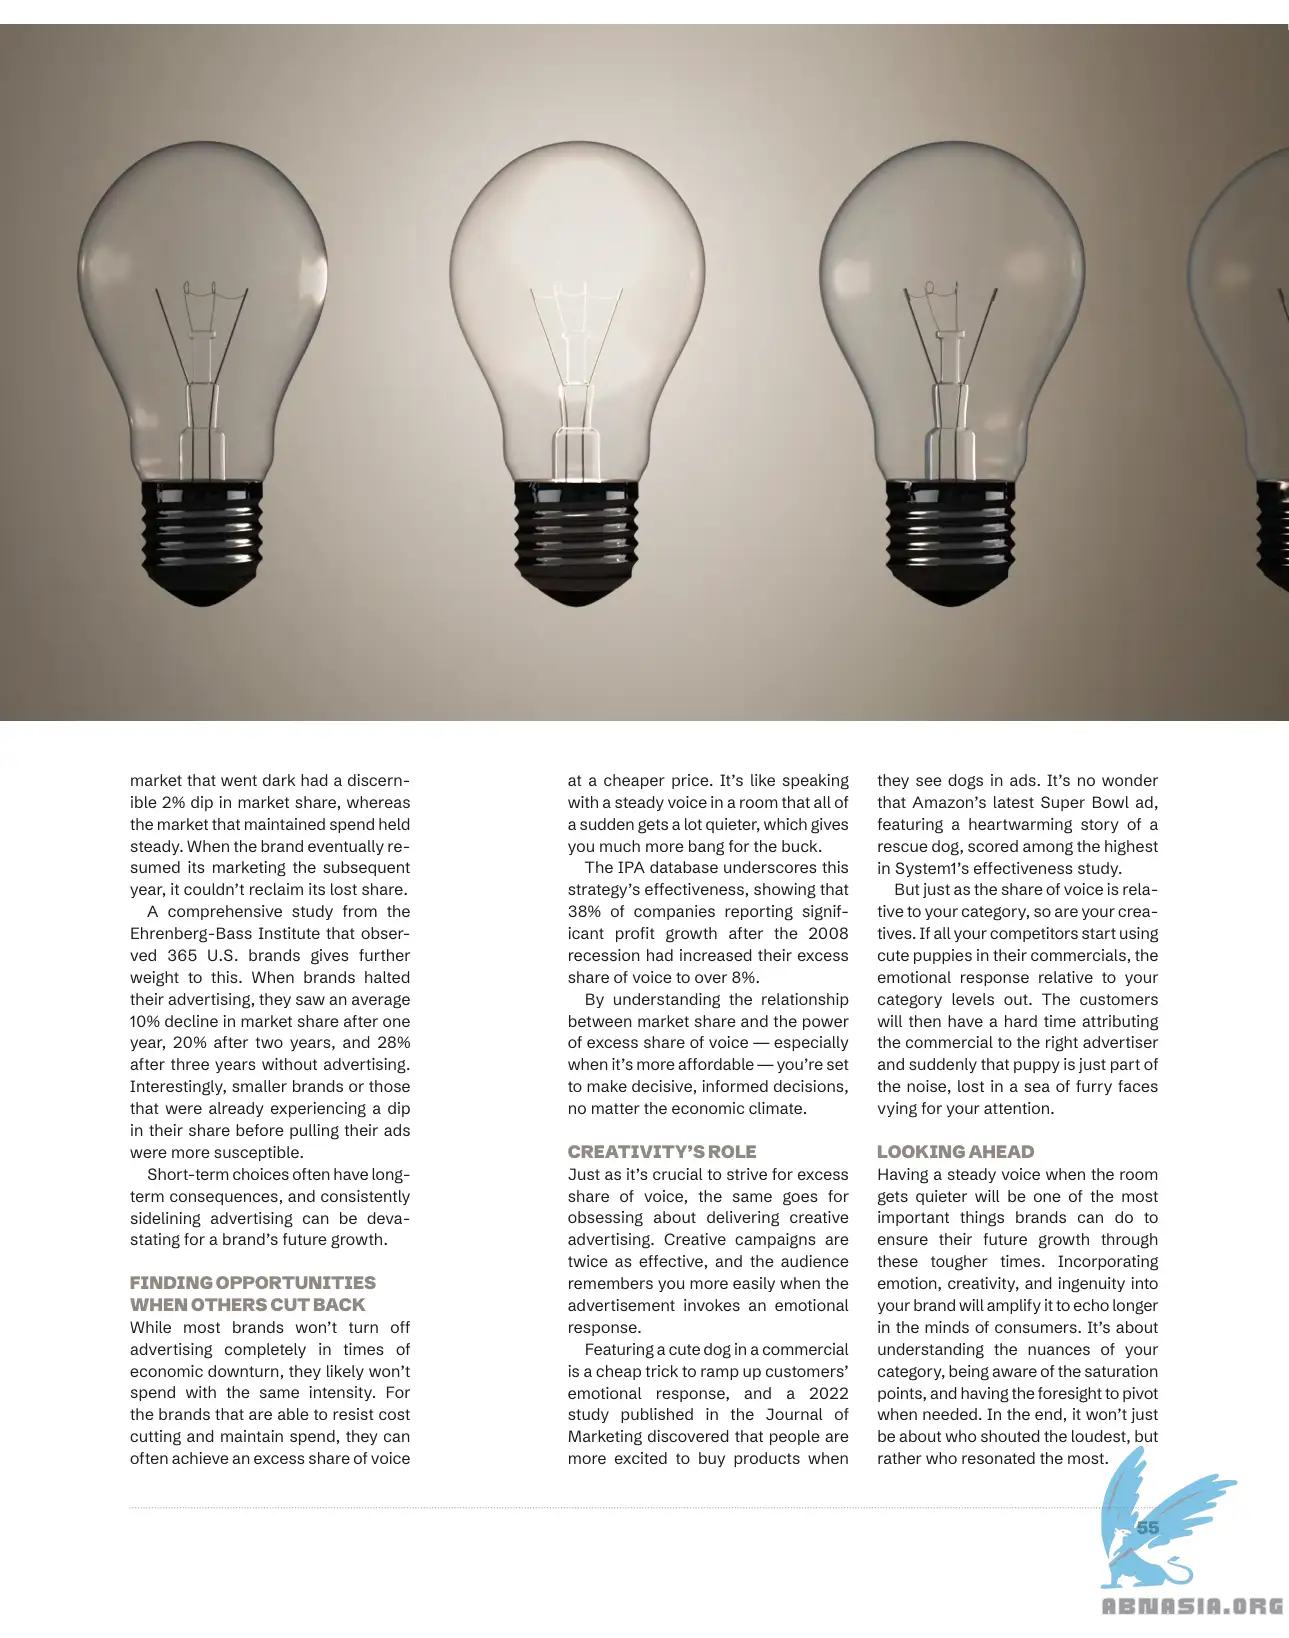 market that went dark had a discern-
ible 2% dip in market share, whereas
the market that maintained spend held
steady. When the brand eventually re-
sumed its marketing the subsequent
year, it couldn’t reclaim its lost share.
A comprehensive study from the
Ehrenberg-Bass Institute that obser-
ved 365 U.S. brands gives further
weight to this. When brands halted
their advertising, they saw an average
10% decline in market share after one
year, 20% after two years, and 28%
after three years without advertising.
Interestingly, smaller brands or those
that were already experiencing a dip
in their share before pulling their ads
were more susceptible.
Short-term choices often have long-
term consequences, and consistently
sidelining advertising can be deva-
stating for a brand’s future growth.
FINDING OPPORTUNITIES
WHEN OTHERS CUT BACK
While most brands won’t turn off
advertising completely in times of
economic downturn, they likely won’t
spend with the same intensity. For
the brands that are able to resist cost
cutting and maintain spend, they can
often achieve an excess share of voice
at a cheaper price. It’s like speaking
with a steady voice in a room that all of
a sudden gets a lot quieter, which gives
you much more bang for the buck.
The IPA database underscores this
strategy’s effectiveness, showing that
38% of companies reporting signif-
icant profit growth after the 2008
recession had increased their excess
share of voice to over 8%.
By understanding the relationship
between market share and the power
of excess share of voice — especially
when it’s more affordable — you’re set
to make decisive, informed decisions,
no matter the economic climate.
CREATIVITY’S ROLE
Just as it’s crucial to strive for excess
share of voice, the same goes for
obsessing about delivering creative
advertising. Creative campaigns are
twice as effective, and the audience
remembers you more easily when the
advertisement invokes an emotional
response.
Featuring a cute dog in a commercial
is a cheap trick to ramp up customers’
emotional response, and a 2022
study published in the Journal of
Marketing discovered that people are
more excited to buy products when
they see dogs in ads. It’s no wonder
that Amazon’s latest Super Bowl ad,
featuring a heartwarming story of a
rescue dog, scored among the highest
in System1’s effectiveness study.
But just as the share of voice is rela-
tive to your category, so are your crea-
tives. If all your competitors start using
cute puppies in their commercials, the
emotional response relative to your
category levels out. The customers
will then have a hard time attributing
the commercial to the right advertiser
and suddenly that puppy is just part of
the noise, lost in a sea of furry faces
vying for your attention.
LOOKING AHEAD
Having a steady voice when the room
gets quieter will be one of the most
important things brands can do to
ensure their future growth through
these tougher times. Incorporating
emotion, creativity, and ingenuity into
your brand will amplify it to echo longer
in the minds of consumers. It’s about
understanding the nuances of your
category, being aware of the saturation
points, and having the foresight to pivot
when needed. In the end, it won’t just
be about who shouted the loudest, but
rather who resonated the most.
55
ABNASIA.ORG